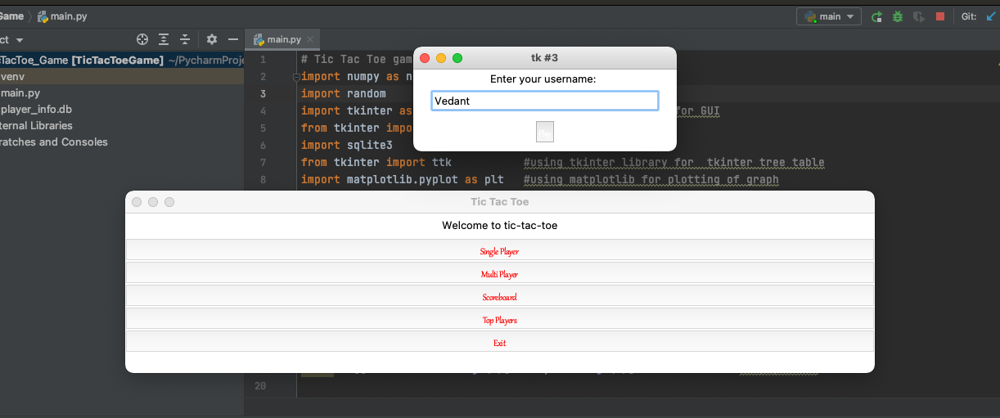 Game main.py main Git:
ct main.py
TacToe_Game [TicTacToeGame] ~/PycharmProje
venv
main.py
player_info.db
ternal Libraries
ratches and Consoles
1 # Tic Tac Toe gam
2 import numpy as n
3 import random
4 import tkinter as for GUI
5 from tkinter impo
6 import sqlite3
7 from tkinter import ttk #using tkinter library for tkinter tree table
8 import matplotlib.pyplot as plt #using matplotlib for plotting of graph
20
tk #3
Enter your username:
Vedant
Play
Tic Tac Toe
Welcome to tic-tac-toe
Single Player
Multi Player
Scoreboard
Top Players
Exit